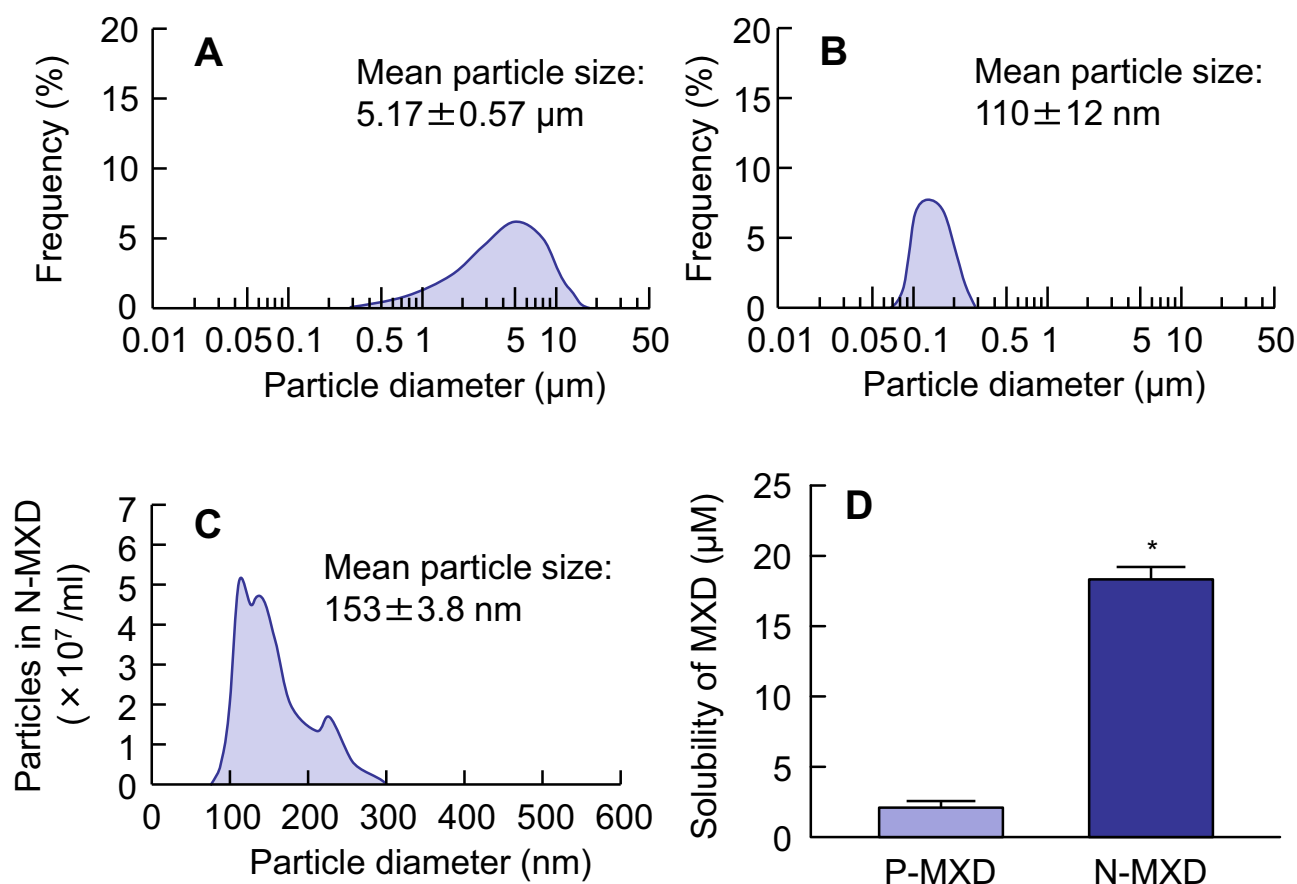 A
Mean particle size:
5.17±0.57 µm
Frequency (%)
20
15
10
5
0
0.01 0.05 0.1 0.5 1 5 10 50
Particle diameter (µm)
B
Mean particle size:
110±12 nm
Frequency (%)
20
15
10
5
0
0.01 0.05 0.1 0.5 1 5 10 50
Particle diameter (µm)
C
Mean particle size:
153±3.8 nm
Particles in N-MXD
(×10⁷ /ml)
7
6
5
4
3
2
1
0
0 100 200 300 400 500 600
Particle diameter (nm)
D
Solubility of MXD (µM)
25
20
15
10
5
0
*
P-MXD N-MXD